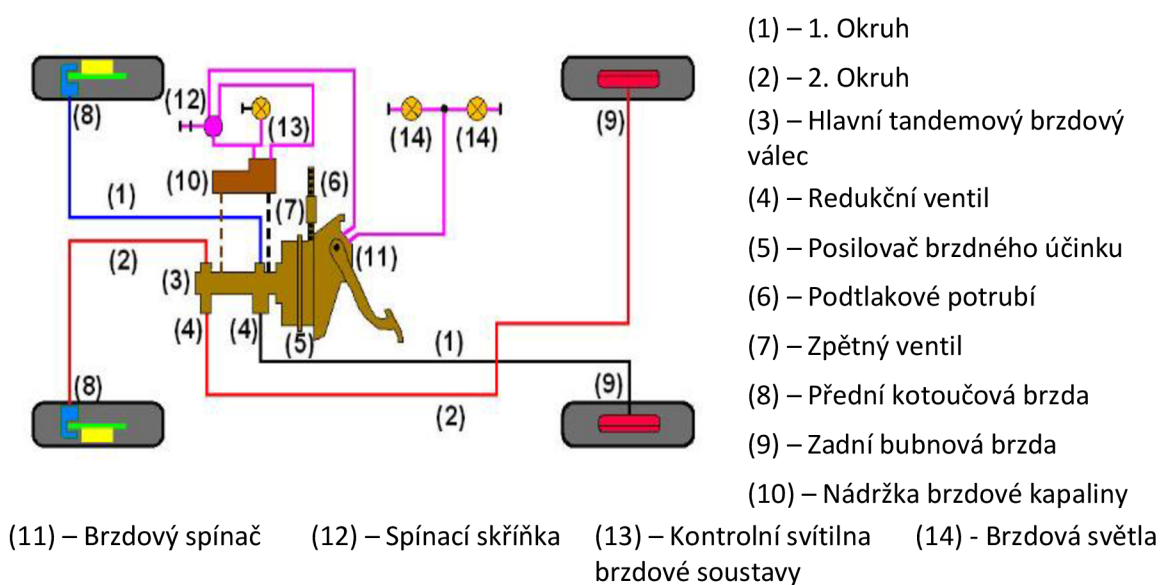 (8)
(12)
(13)
(14)
(14)
(9)
(10)
(6)
(1)
(7)
(2)
(3)
(11)
(4)
(4)
(5)
(1)
(8)
(9)
(2)
(1) – 1. Okruh
(2) – 2. Okruh
(3) – Hlavní tandemový brzdový
válec
(4) – Redukční ventil
(5) – Posilovač brzdného účinku
(6) – Podtlakové potrubí
(7) – Zpětný ventil
(8) – Přední kotoučová brzda
(9) – Zadní bubnová brzda
(10) – Nádržka brzdové kapaliny
(11) – Brzdový spínač (12) – Spínací skříňka (13) – Kontrolní svítilna (14) - Brzdová světla
brzdové soustavy